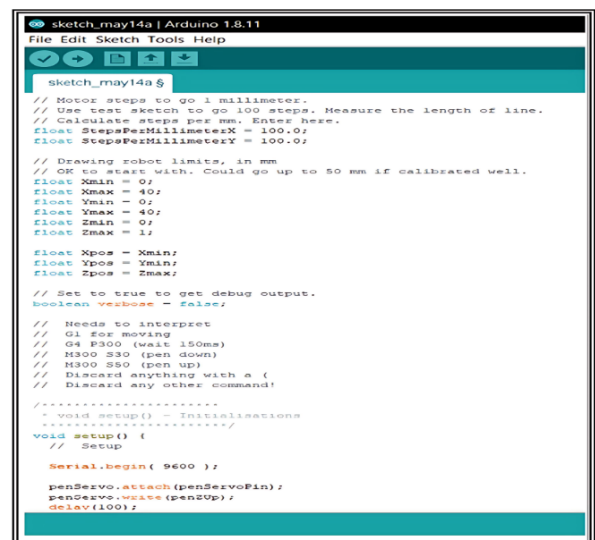 sketch_may14a | Arduino 1.8.11
File Edit Sketch Tools Help
sketch_may14a §
// Motor steps to go 1 millimeter.
// Use test sketch to go 100 steps. Measure the length of line.
// Calculate steps per mm. Enter here.
float StepsPerMillimeterX = 100.0;
float StepsPerMillimeterY = 100.0;
// Drawing robot limits, in mm
// OK to start with. Could go up to 50 mm if calibrated well.
float Xmin = 0;
float Xmax = 40;
float Ymin = 0;
float Ymax = 40;
float Zmin = 0;
float Zmax = 1;
float Xpos = Xmin;
float Ypos = Ymin;
float Zpos = Zmax;
// Set to true to get debug output.
boolean verbose = false;
// Needs to interpret
// G1 for moving
// G4 P300 (wait 150ms)
// M300 S30 (pen down)
// M300 S50 (pen up)
// Discard anything with a (
// Discard any other command!
/**********************
* void setup() - Initialisations
***********************/
void setup() {
// Setup
Serial.begin( 9600 );
penServo.attach(penServoPin);
penServo.write(penZUp);
delay(100);